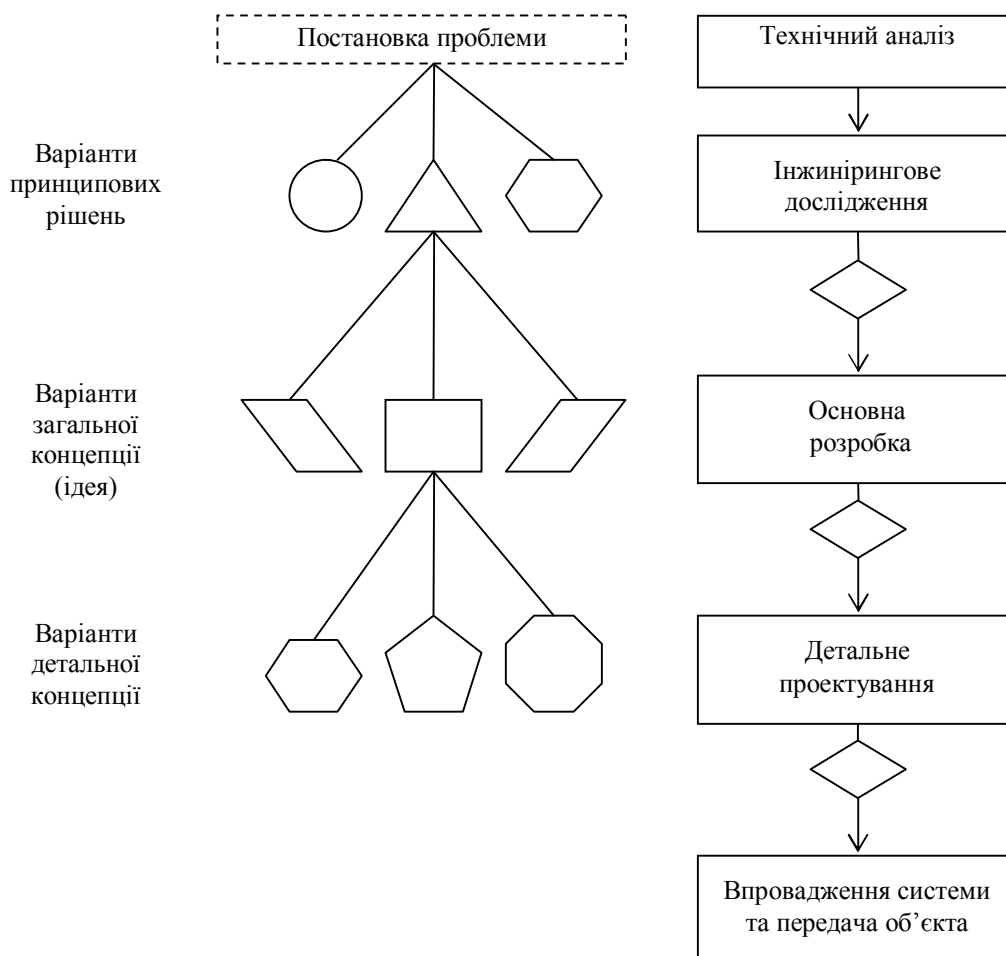 Постановка проблеми
Технічний аналіз
Варіанти
принципових
рішень
Інжинірингове
дослідження
Варіанти
загальної
концепції
(ідея)
Основна
розробка
Варіанти
детальної
концепції
Детальне
проектування
Впровадження системи
та передача об’єкта